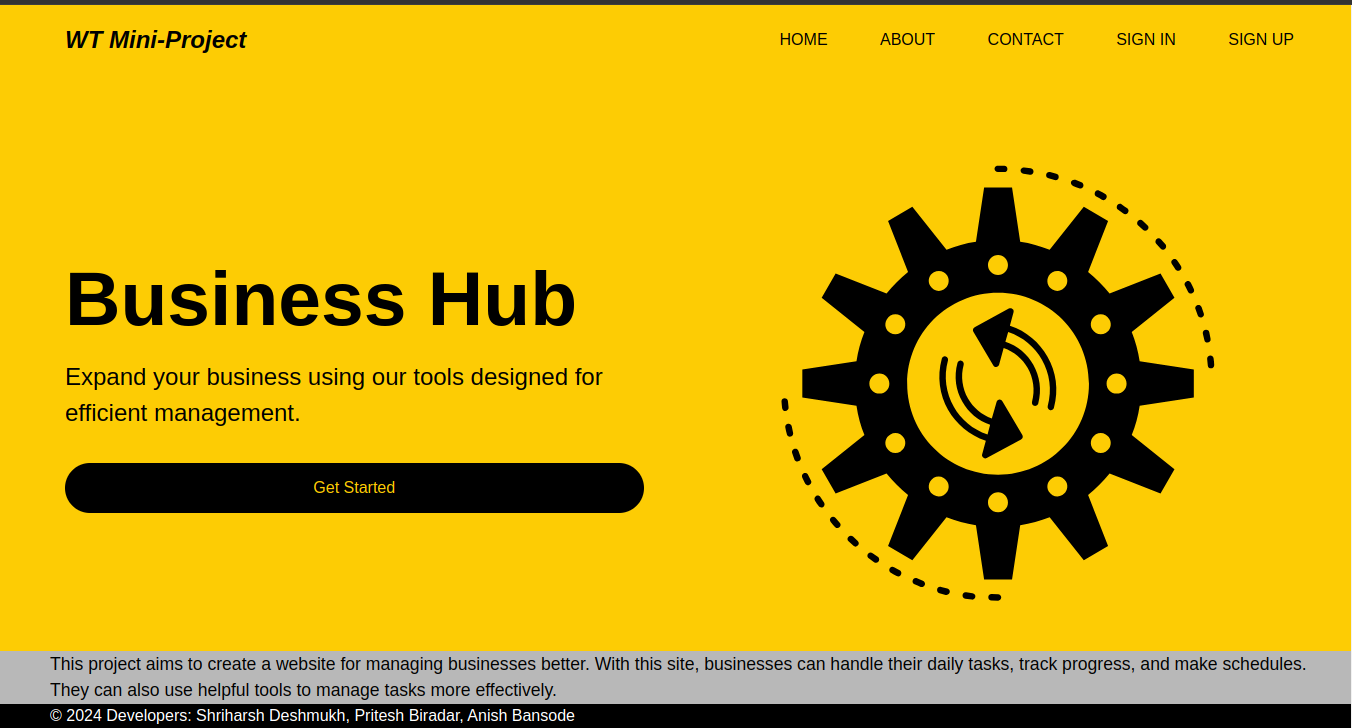 WT Mini-Project
HOME ABOUT CONTACT SIGN IN SIGN UP
Business Hub
Expand your business using our tools designed for
efficient management.
Get Started
This project aims to create a website for managing businesses better. With this site, businesses can handle their daily tasks, track progress, and make schedules.
They can also use helpful tools to manage tasks more effectively.
© 2024 Developers: Shriharsh Deshmukh, Pritesh Biradar, Anish Bansode